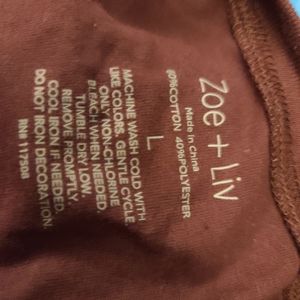 Zoe + Liv
Made in China
60%COTTON 40%POLYESTER
L
MACHINE WASH COLD WITH
LIKE COLORS. GENTLE CYCLE.
ONLY NON-CHLORINE
BLEACH WHEN NEEDED.
TUMBLE DRY LOW.
REMOVE PROMPTLY.
COOL IRON IF NEEDED.
DO NOT IRON DECORATION.
RN# 117504